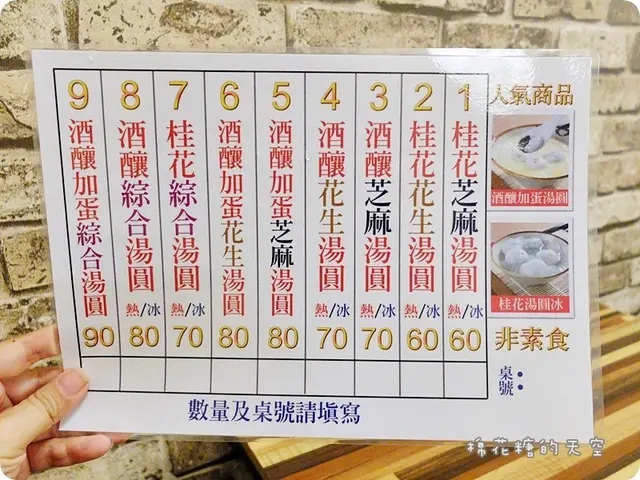 人氣商品
酒釀加蛋湯圓
桂花湯圓冰
非素食
桌號：
1 桂花芝麻湯圓 熱/冰 60
2 桂花花生湯圓 熱/冰 60
3 酒釀芝麻湯圓 熱/冰 70
4 酒釀花生湯圓 熱/冰 70
5 酒釀加蛋芝麻湯圓 80
6 酒釀加蛋花生湯圓 80
7 桂花綜合湯圓 熱/冰 70
8 酒釀綜合湯圓 熱/冰 80
9 酒釀加蛋綜合湯圓 90
數量及桌號請填寫
棉花糖的天空